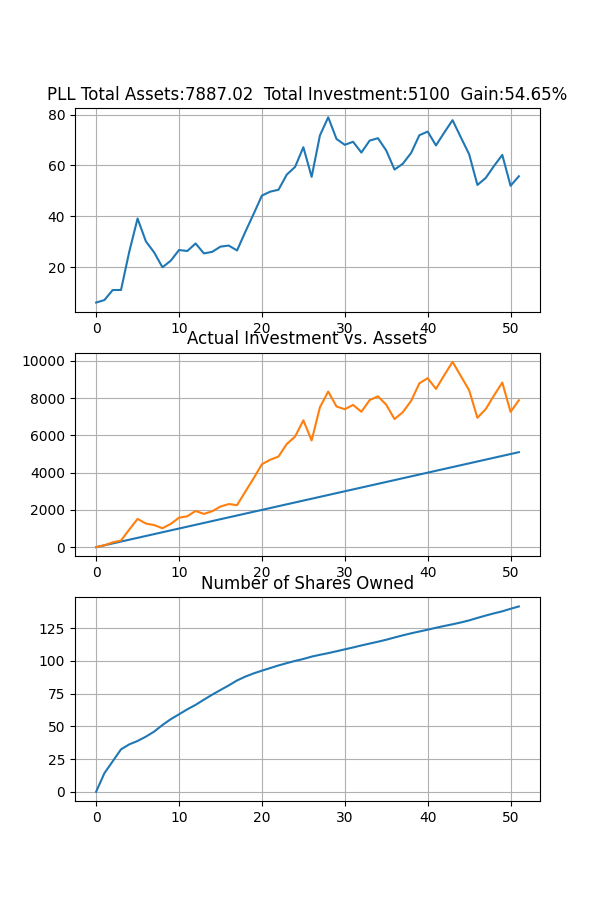 PLL Total Assets:7887.02  Total Investment:5100  Gain:54.65%
80
60
40
20
0 10 20 30 40 50
Actual Investment vs. Assets
10000
8000
6000
4000
2000
0
0 10 20 30 40 50
Number of Shares Owned
125
100
75
50
25
0
0 10 20 30 40 50